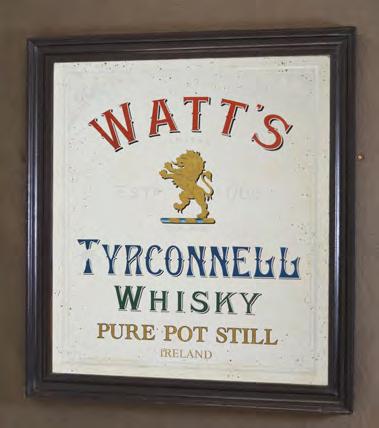 WATT'S
TYRCONNELL
WHISKY
PURE POT STILL
IRELAND